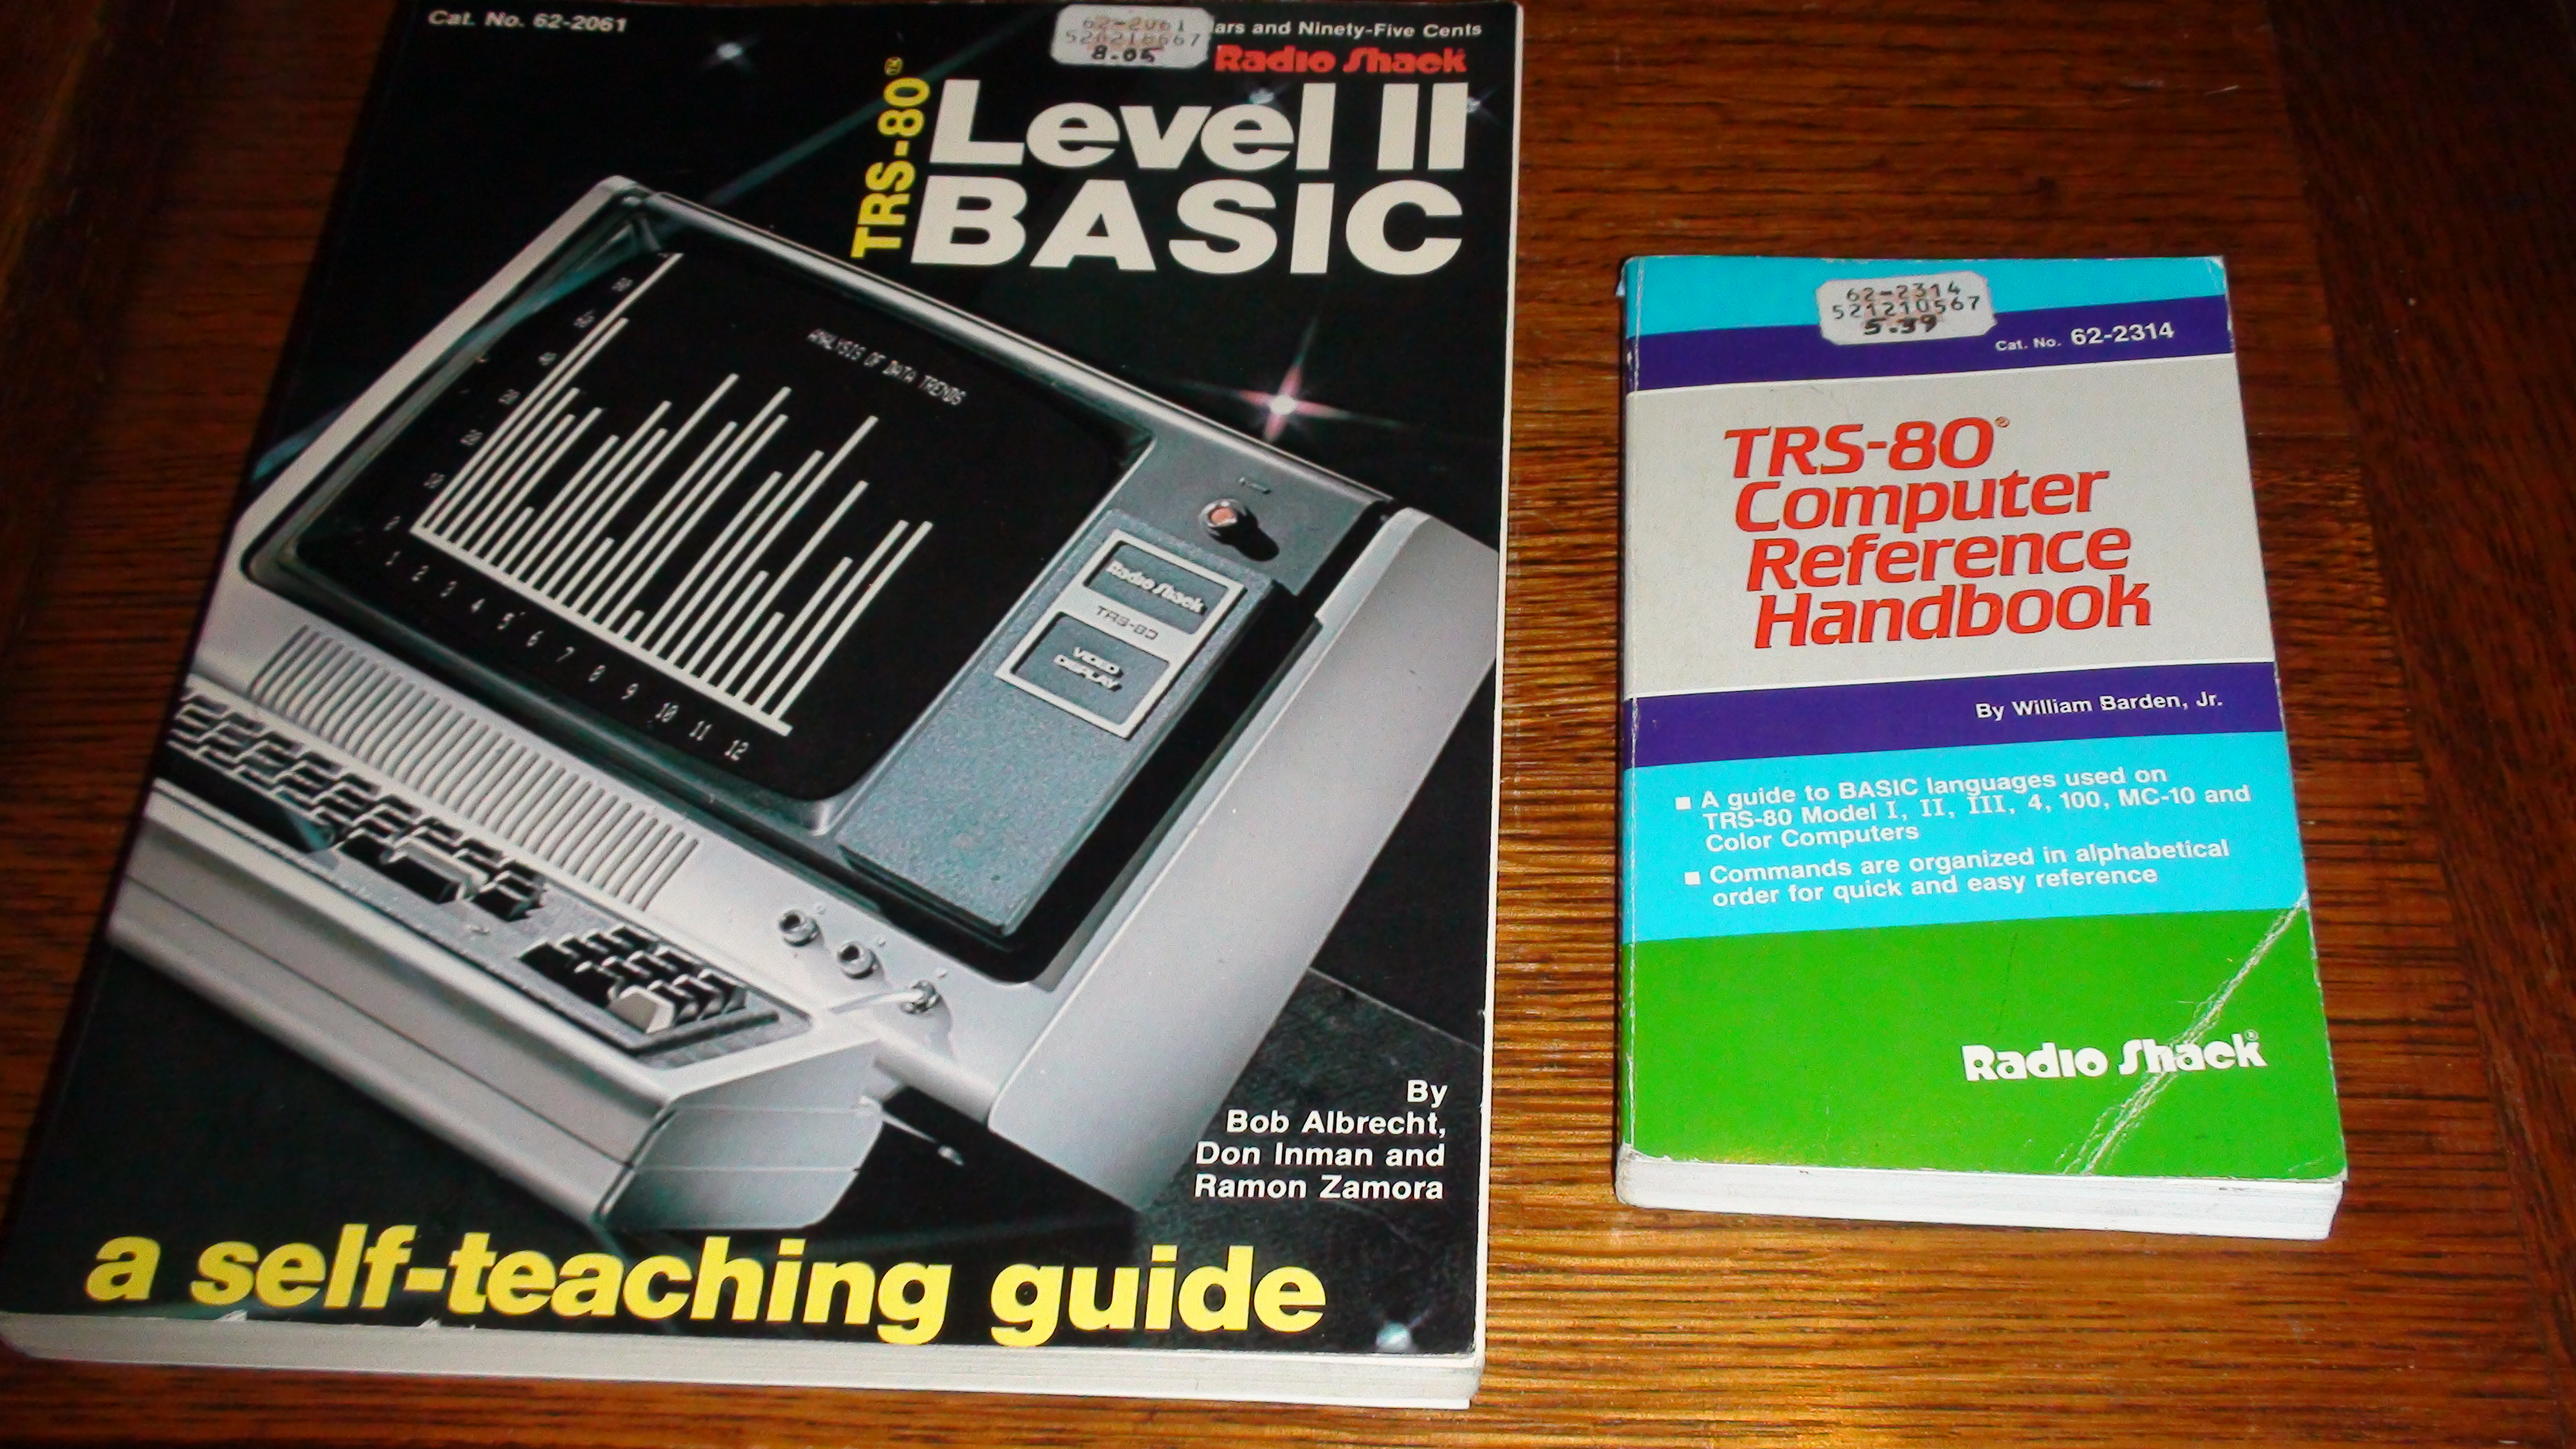 Cat. No. 62-2061
62-2061
8.05
ars and Ninety-Five Cents
Radio Shack
TRS-80
Level II
BASIC
ANALYSIS OF DATA TRENDS
0
1 2 3 4 5 6 7 8 9 10 11 12
Radio Shack
TRS-80
VIDEO
DISPLAY
By
Bob Albrecht,
Don Inman and
Ramon Zamora
a self-teaching guide
62-2314
521210567
5.39
Cat. No. 62-2314
TRS-80®
Computer
Reference
Handbook
By William Barden, Jr.
■ A guide to BASIC languages used on
TRS-80 Model I, II, III, 4, 100, MC-10 and
Color Computers
■ Commands are organized in alphabetical
order for quick and easy reference
Radio Shack®